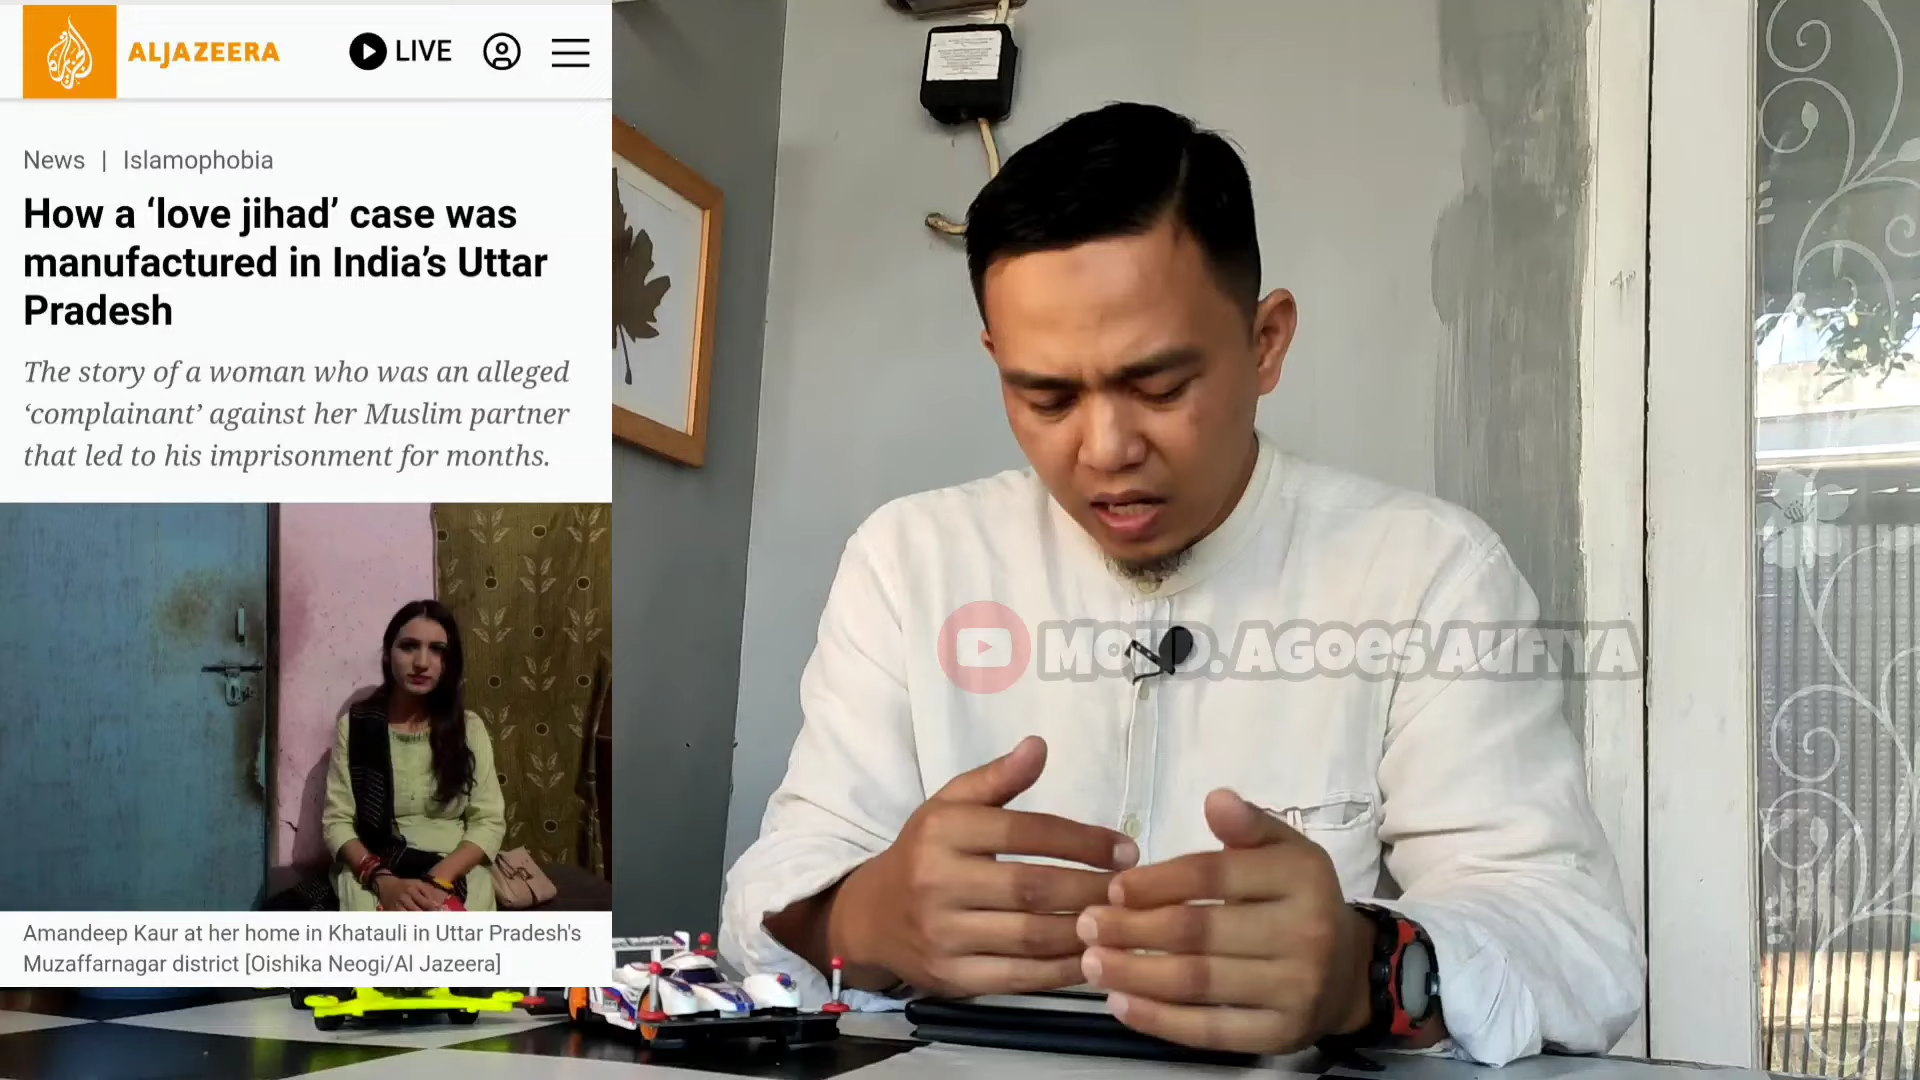 ALJAZEERA
LIVE
News | Islamophobia
How a ‘love jihad’ case was
manufactured in India’s Uttar
Pradesh
The story of a woman who was an alleged
‘complainant’ against her Muslim partner
that led to his imprisonment for months.
Amandeep Kaur at her home in Khatauli in Uttar Pradesh's
Muzaffarnagar district [Oishika Neogi/Al Jazeera]
AGOES AUFIYA